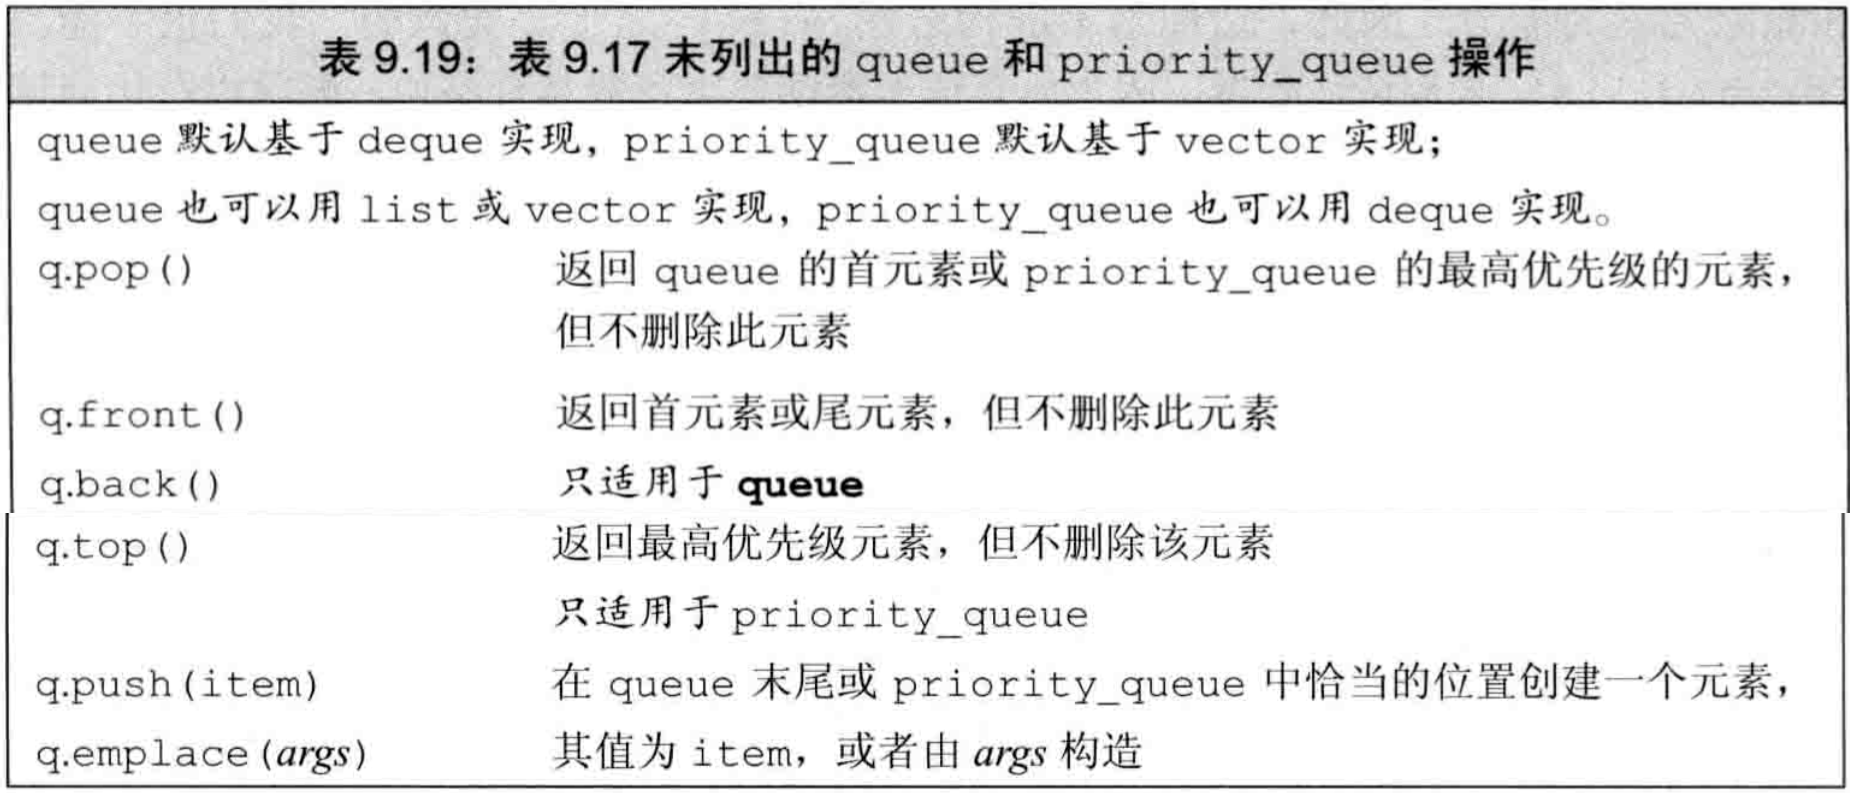 表 9.19：表 9.17 未列出的 queue 和 priority_queue 操作
queue 默认基于 deque 实现，priority_queue 默认基于 vector 实现；
queue 也可以用 list 或 vector 实现，priority_queue 也可以用 deque 实现。
q.pop() 返回 queue 的首元素或 priority_queue 的最高优先级的元素，
但不删除此元素
q.front() 返回首元素或尾元素，但不删除此元素
q.back() 只适用于 queue
q.top() 返回最高优先级元素，但不删除该元素
只适用于 priority_queue
q.push(item) 在 queue 末尾或 priority_queue 中恰当的位置创建一个元素，
q.emplace(args) 其值为 item，或者由 args 构造